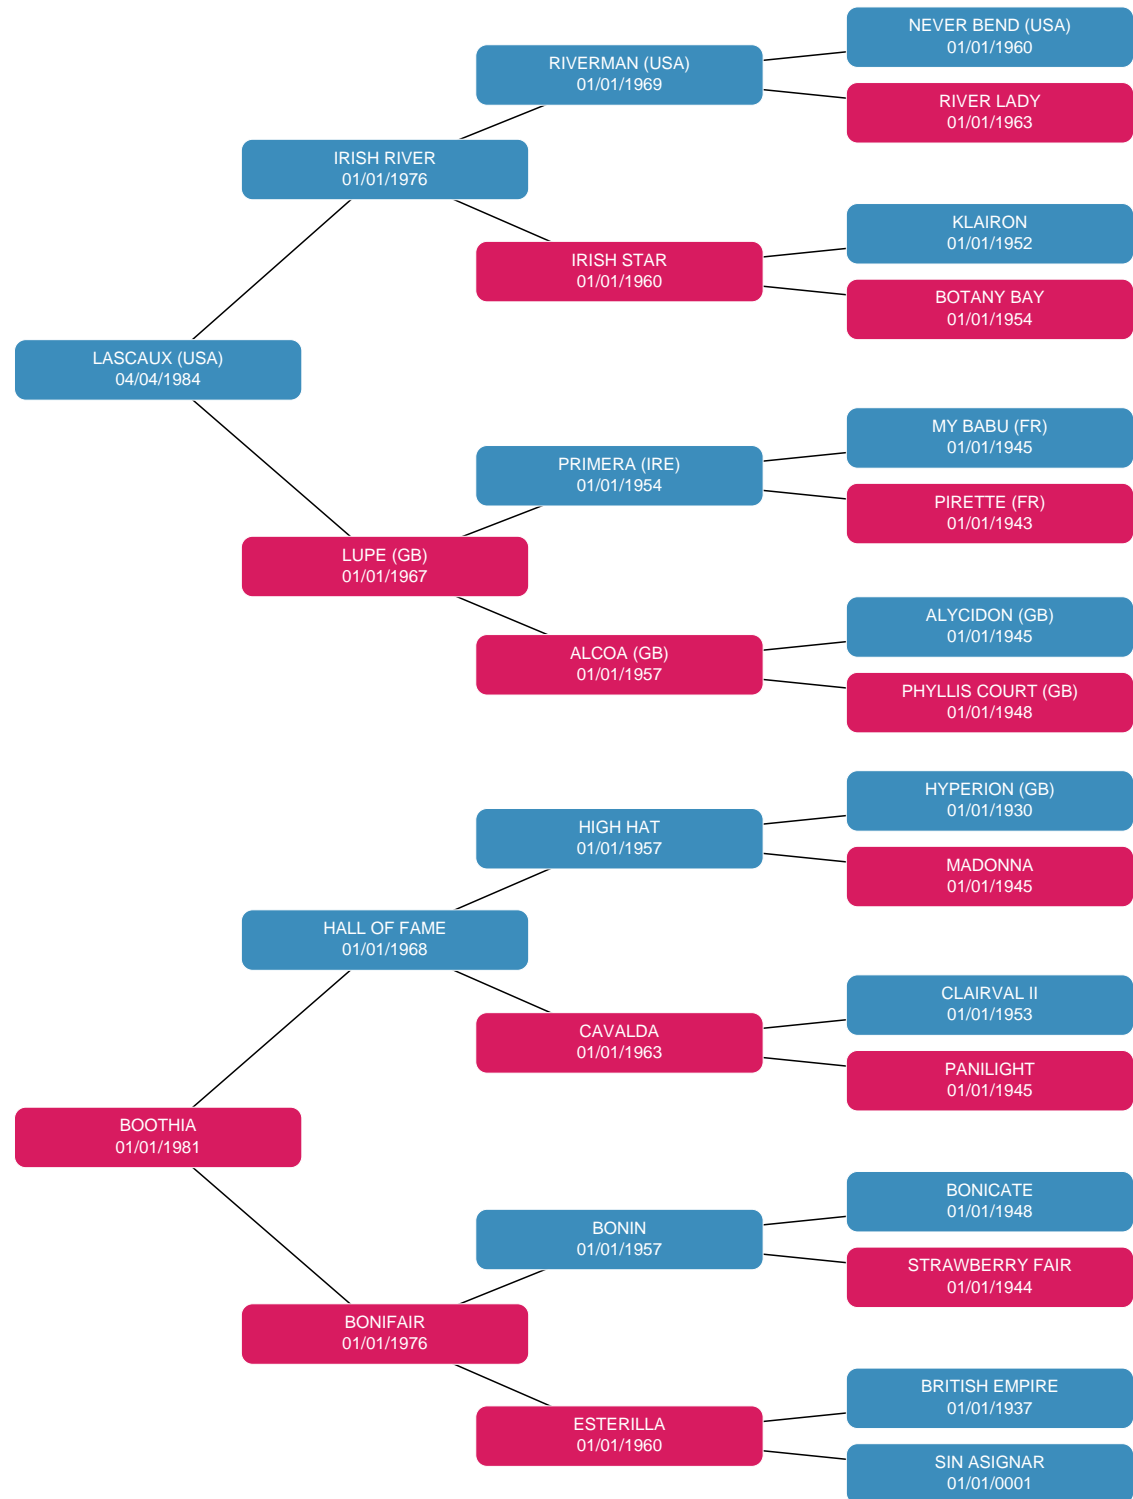 NEVER BEND (USA)
01/01/1960
RIVERMAN (USA)
01/01/1969
RIVER LADY
01/01/1963
IRISH RIVER
01/01/1976
KLAIRON
01/01/1952
IRISH STAR
01/01/1960
BOTANY BAY
01/01/1954
LASCAUX (USA)
04/04/1984
MY BABU (FR)
01/01/1945
PRIMERA (IRE)
01/01/1954
PIRETTE (FR)
01/01/1943
LUPE (GB)
01/01/1967
ALYCIDON (GB)
01/01/1945
ALCOA (GB)
01/01/1957
PHYLLIS COURT (GB)
01/01/1948
HYPERION (GB)
01/01/1930
HIGH HAT
01/01/1957
MADONNA
01/01/1945
HALL OF FAME
01/01/1968
CLAIRVAL II
01/01/1953
CAVALDA
01/01/1963
PANILIGHT
01/01/1945
BOOTHIA
01/01/1981
BONICATE
01/01/1948
BONIN
01/01/1957
STRAWBERRY FAIR
01/01/1944
BONIFAIR
01/01/1976
BRITISH EMPIRE
01/01/1937
ESTERILLA
01/01/1960
SIN ASIGNAR
01/01/0001